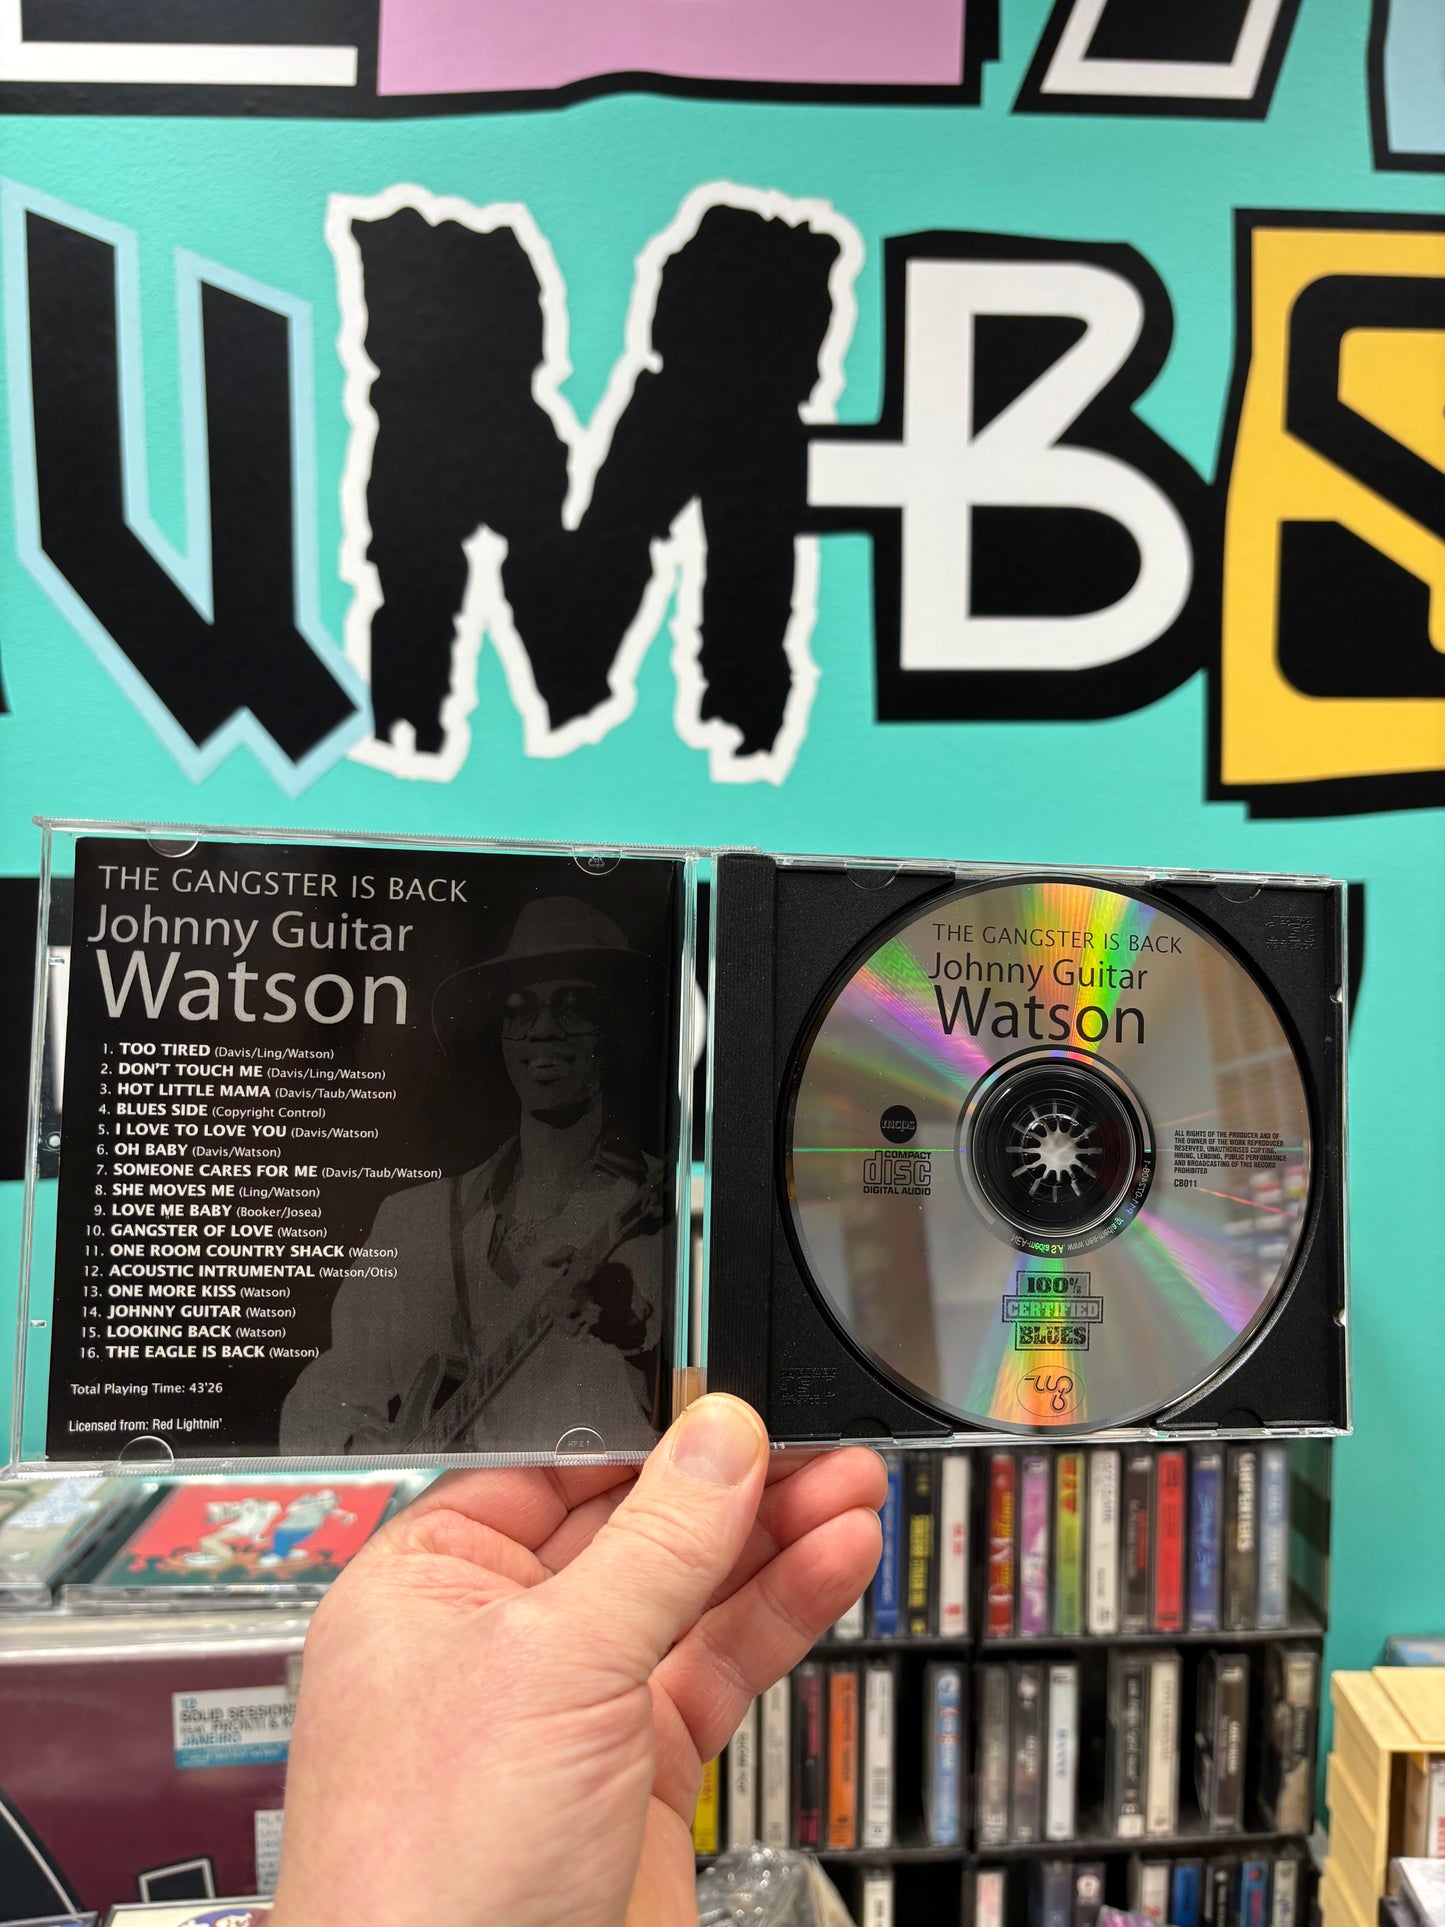 UMBS
THE GANGSTER IS BACK
Johnny Guitar
Watson
1. TOO TIRED (Davis/Ling/Watson)
2. DON'T TOUCH ME (Davis/Ling/Watson)
3. HOT LITTLE MAMA (Davis/Taub/Watson)
4. BLUES SIDE (Copyright Control)
5. I LOVE TO LOVE YOU (Davis/Watson)
6. OH BABY (Davis/Watson)
7. SOMEONE CARES FOR ME (Davis/Taub/Watson)
8. SHE MOVES ME (Ling/Watson)
9. LOVE ME BABY (Booker/Josea)
10. GANGSTER OF LOVE (Watson)
11. ONE ROOM COUNTRY SHACK (Watson)
12. ACOUSTIC INTRUMENTAL (Watson/Otis)
13. ONE MORE KISS (Watson)
14. JOHNNY GUITAR (Watson)
15. LOOKING BACK (Watson)
16. THE EAGLE IS BACK (Watson)
Total Playing Time: 43'26
Licensed from: Red Lightnin'
THE GANGSTER IS BACK
Johnny Guitar
Watson
mcps
COMPACT
disc
DIGITAL AUDIO
ALL RIGHTS OF THE PRODUCER AND OF
THE OWNER OF THE WORK REPRODUCED
RESERVED, UNAUTHORISED COPYING,
HIRING, LENDING, PUBLIC PERFORMANCE
AND BROADCASTING OF THIS RECORD
PROHIBITED
CB011
100%
CERTIFIED
BLUES
SOLID SESSION
JANEIRO